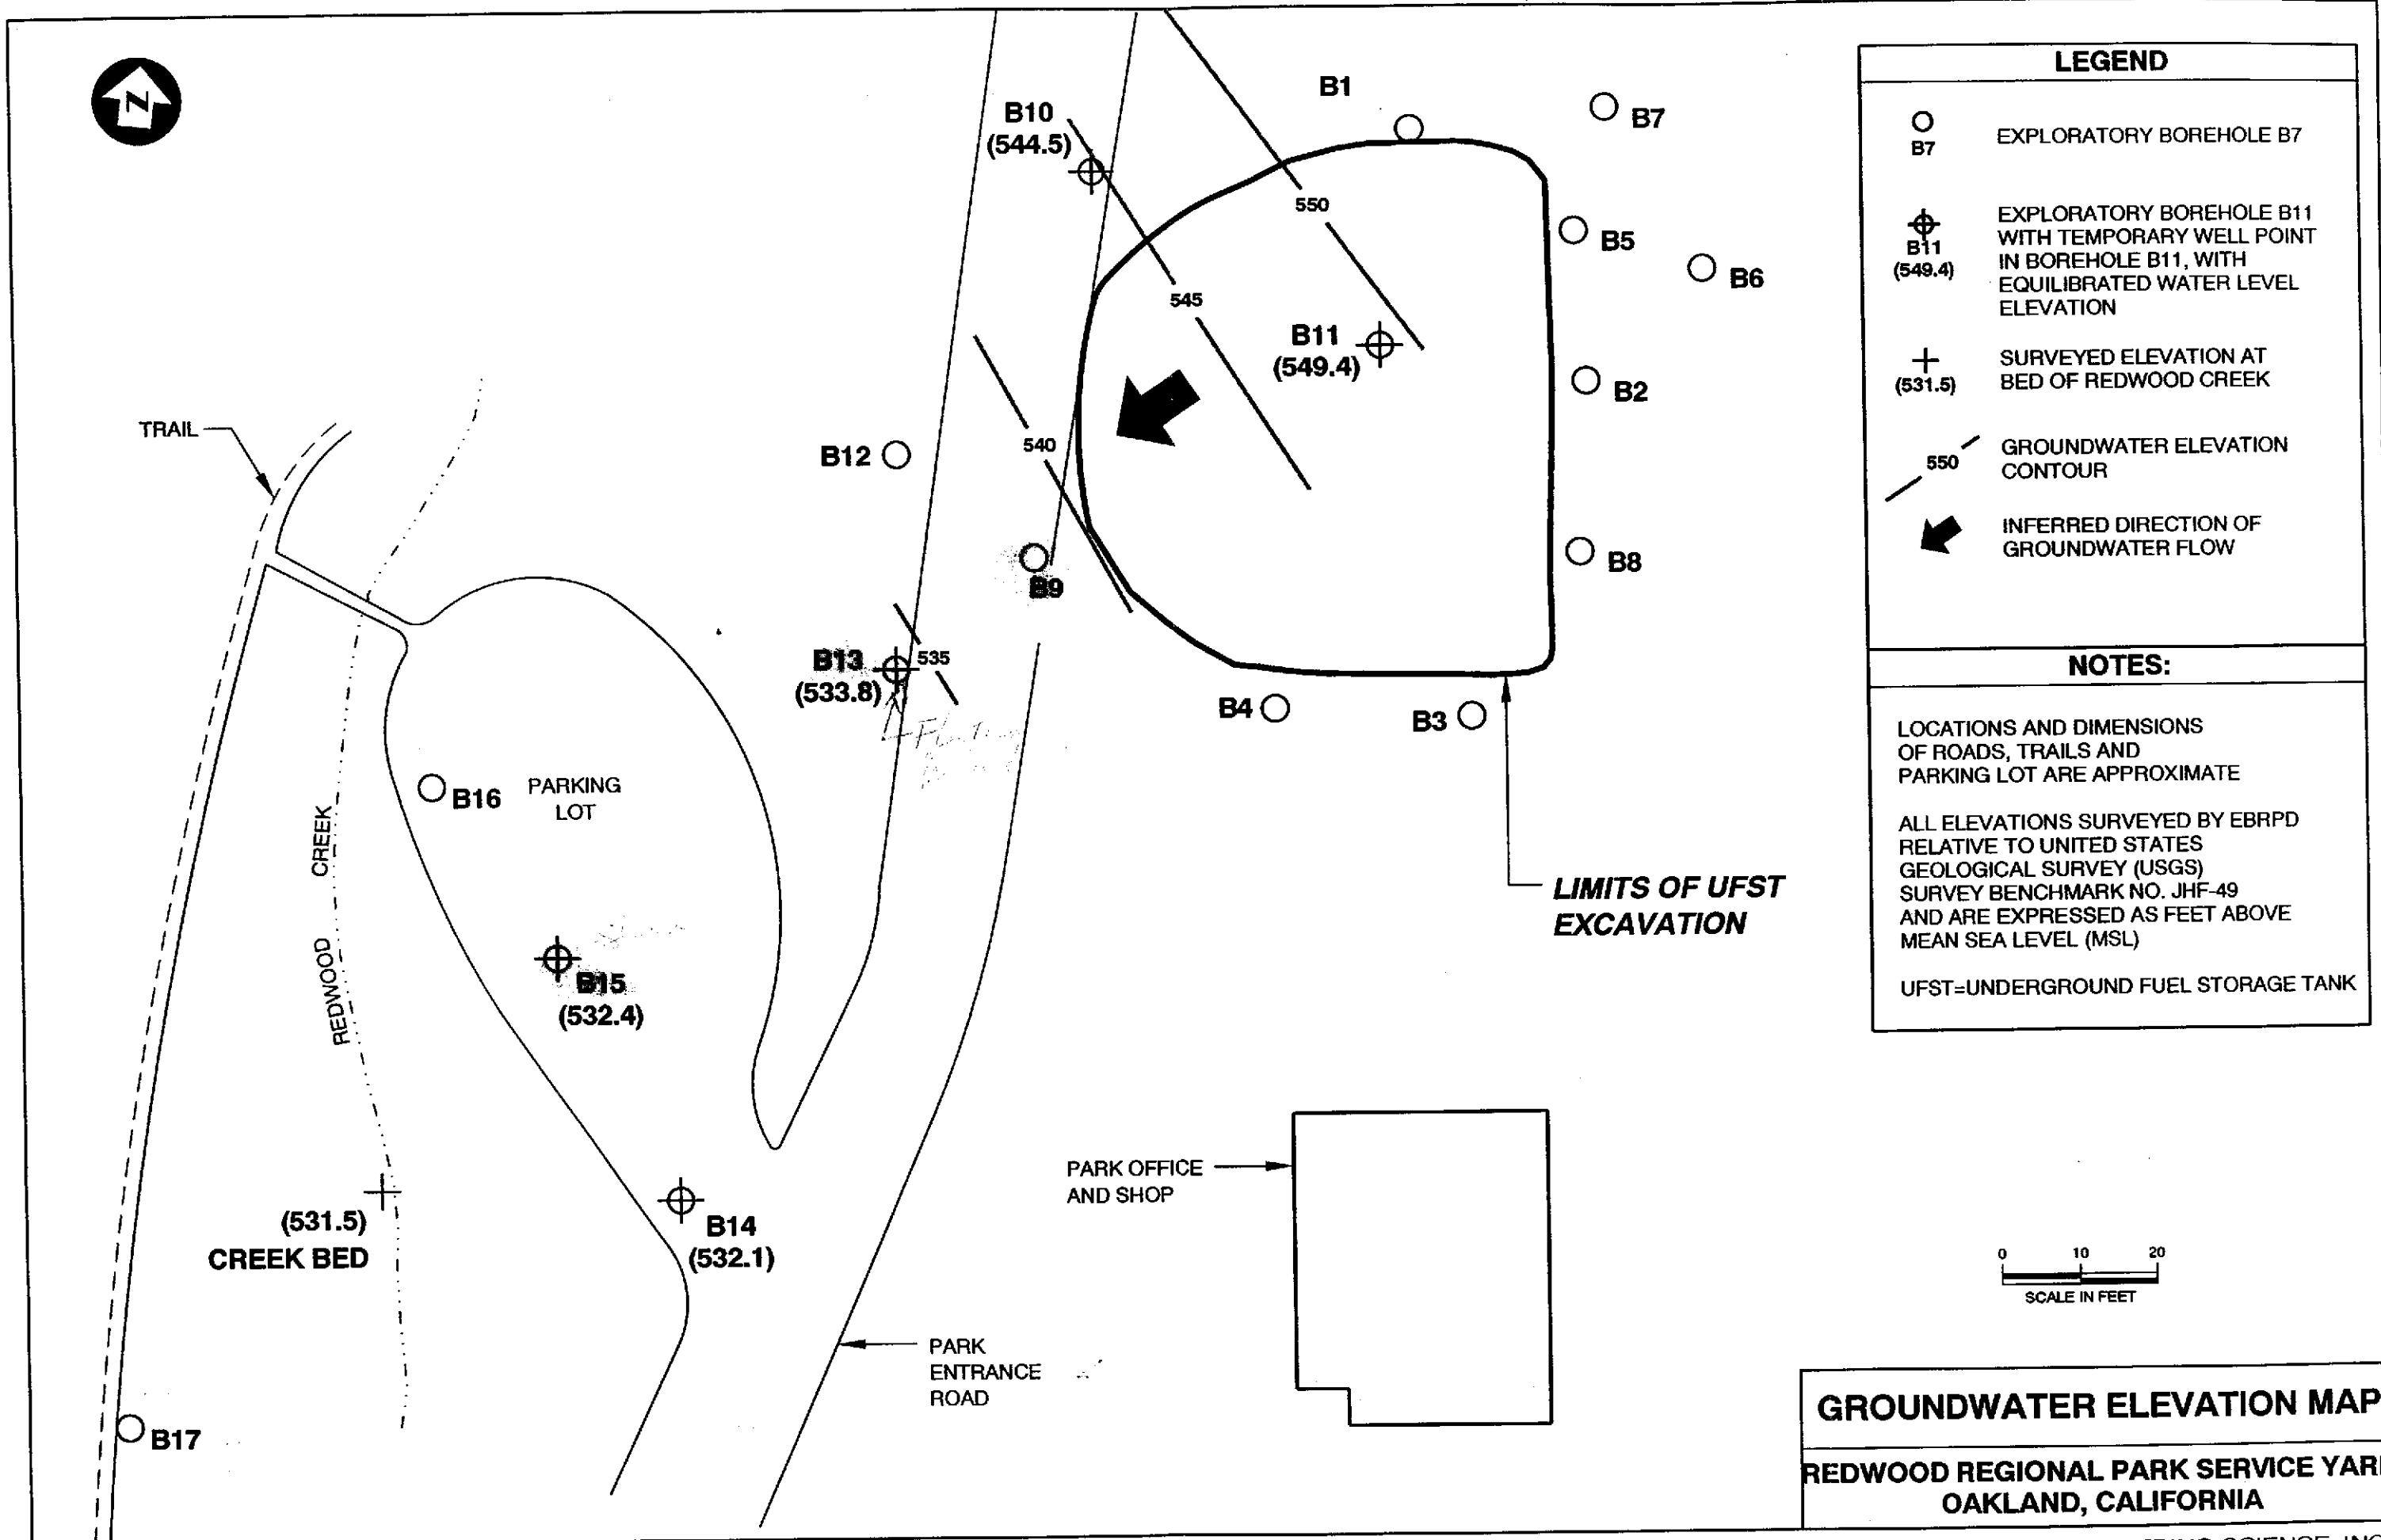 B1
B7
B10
(544.5)
550
B5
B6
545
B11
(549.4)
B2
TRAIL
B12
540
B8
B9
B13
(533.8)
535
B4
B3
B16
PARKING
LOT
REDWOOD CREEK
LIMITS OF UFST
EXCAVATION
B15
(532.4)
PARK OFFICE
AND SHOP
(531.5)
CREEK BED
B14
(532.1)
PARK
ENTRANCE
ROAD
B17
N
LEGEND
B7
EXPLORATORY BOREHOLE B7
B11
(549.4)
EXPLORATORY BOREHOLE B11
WITH TEMPORARY WELL POINT
IN BOREHOLE B11, WITH
EQUILIBRATED WATER LEVEL
ELEVATION
(531.5)
SURVEYED ELEVATION AT
BED OF REDWOOD CREEK
550
GROUNDWATER ELEVATION
CONTOUR
INFERRED DIRECTION OF
GROUNDWATER FLOW
NOTES:
LOCATIONS AND DIMENSIONS
OF ROADS, TRAILS AND
PARKING LOT ARE APPROXIMATE
ALL ELEVATIONS SURVEYED BY EBRPD
RELATIVE TO UNITED STATES
GEOLOGICAL SURVEY (USGS)
SURVEY BENCHMARK NO. JHF-49
AND ARE EXPRESSED AS FEET ABOVE
MEAN SEA LEVEL (MSL)
UFST=UNDERGROUND FUEL STORAGE TANK
0 10 20
SCALE IN FEET
GROUNDWATER ELEVATION MAP
REDWOOD REGIONAL PARK SERVICE YAR
OAKLAND, CALIFORNIA
SCIENCE, INC